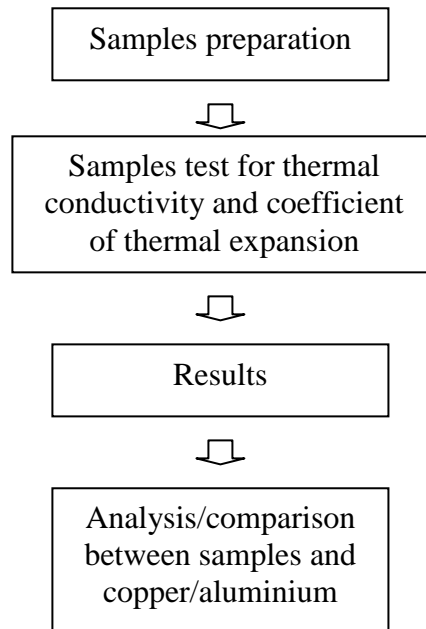 Samples preparation
Samples test for thermal
conductivity and coefficient
of thermal expansion
Results
Analysis/comparison
between samples and
copper/aluminium